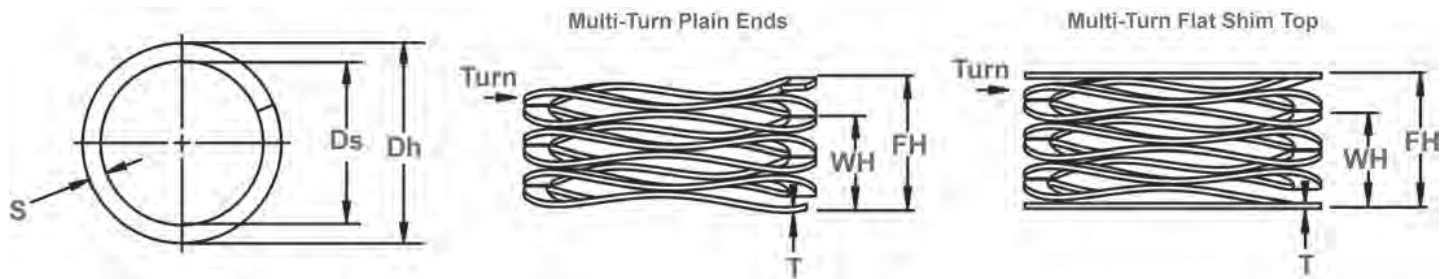 Multi-Turn Plain Ends
Multi-Turn Flat Shim Top
Turn
Turn
Ds
Dh
WH
FH
WH
FH
S
T
T